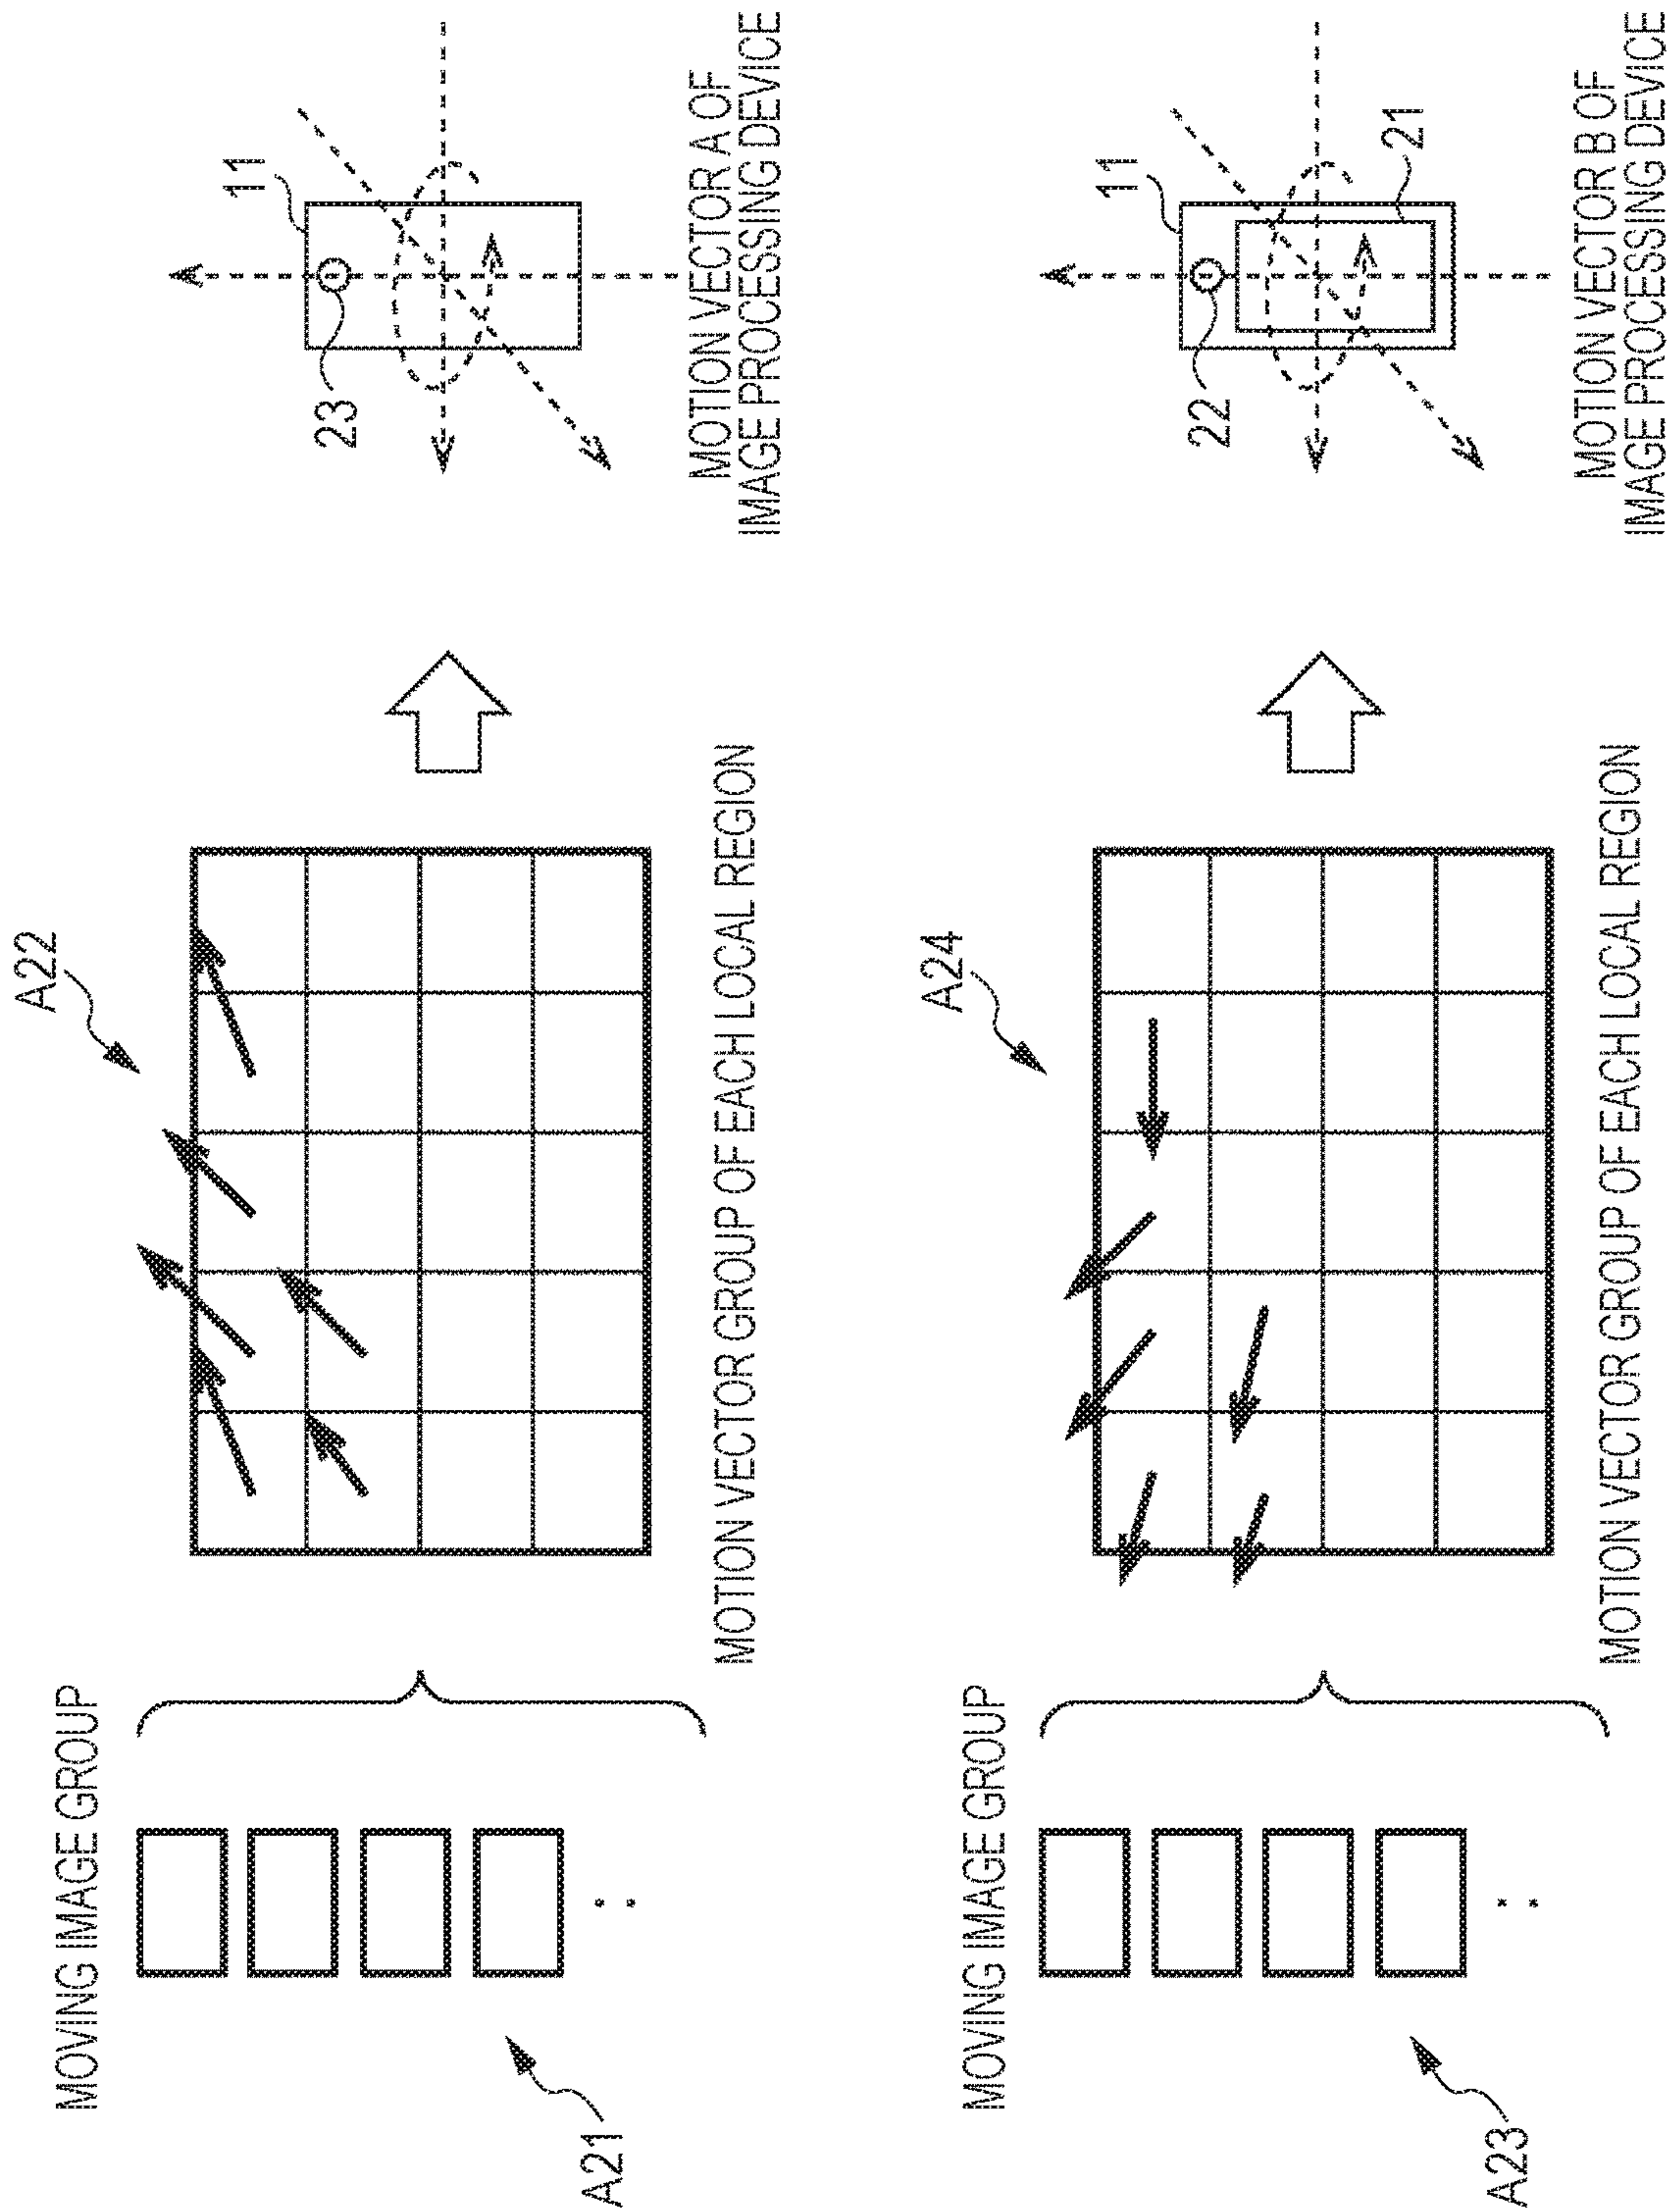 MOVING IMAGE GROUP
A21
A22
MOTION VECTOR GROUP OF EACH LOCAL REGION
11
23
MOTION VECTOR A OF
IMAGE PROCESSING DEVICE
MOVING IMAGE GROUP
A23
A24
MOTION VECTOR GROUP OF EACH LOCAL REGION
11
22
21
MOTION VECTOR B OF
IMAGE PROCESSING DEVICE